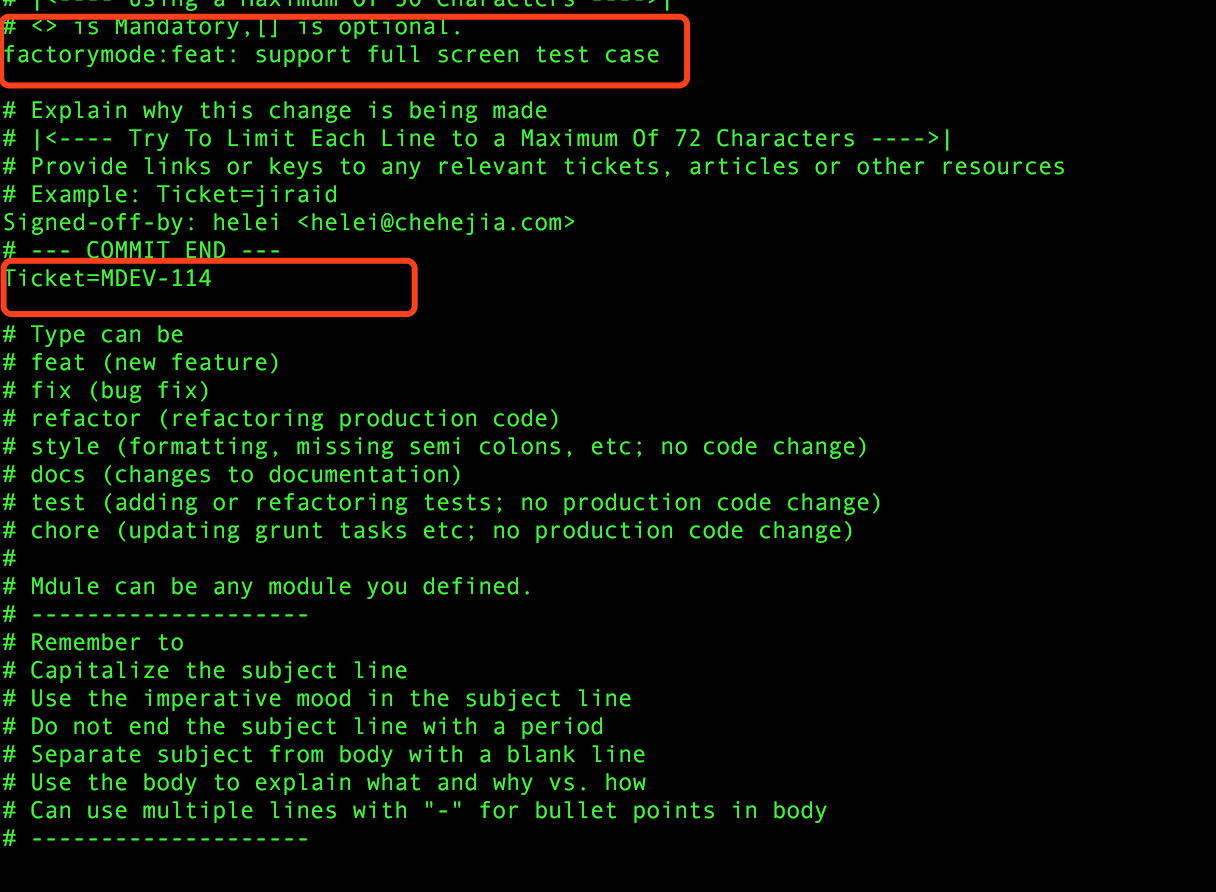 # |<---- Using a Maximum Of 50 Characters ---->|
# <> is Mandatory,[] is optional.
factorymode:feat: support full screen test case
# Explain why this change is being made
# |<---- Try To Limit Each Line to a Maximum Of 72 Characters ---->|
# Provide links or keys to any relevant tickets, articles or other resources
# Example: Ticket=jiraid
Signed-off-by: helei <helei@chehejia.com>
# --- COMMIT END ---
Ticket=MDEV-114
# Type can be
# feat (new feature)
# fix (bug fix)
# refactor (refactoring production code)
# style (formatting, missing semi colons, etc; no code change)
# docs (changes to documentation)
# test (adding or refactoring tests; no production code change)
# chore (updating grunt tasks etc; no production code change)
#
# Mdule can be any module you defined.
# --------------------
# Remember to
# Capitalize the subject line
# Use the imperative mood in the subject line
# Do not end the subject line with a period
# Separate subject from body with a blank line
# Use the body to explain what and why vs. how
# Can use multiple lines with "-" for bullet points in body
# --------------------